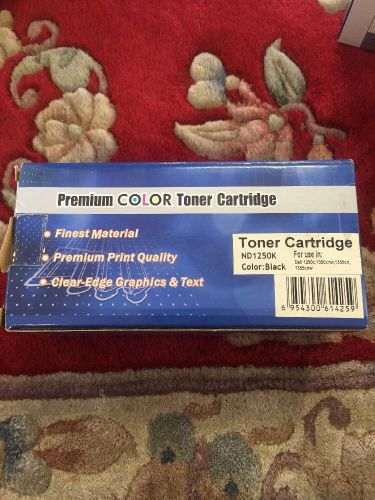 Premium COLOR Toner Cartridge
Finest Material
Premium Print Quality
Clear-Edge Graphics & Text
Toner Cartridge
ND1250K
Color:Black
For use in:
Dell 1250c,1350cnw,1355cn,
1355cnw
6 954300 614259